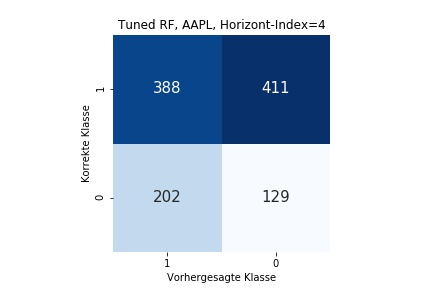 Tuned RF, AAPL, Horizont-Index=4
Korrekte Klasse
1
388
411
0
202
129
1
0
Vorhergesagte Klasse